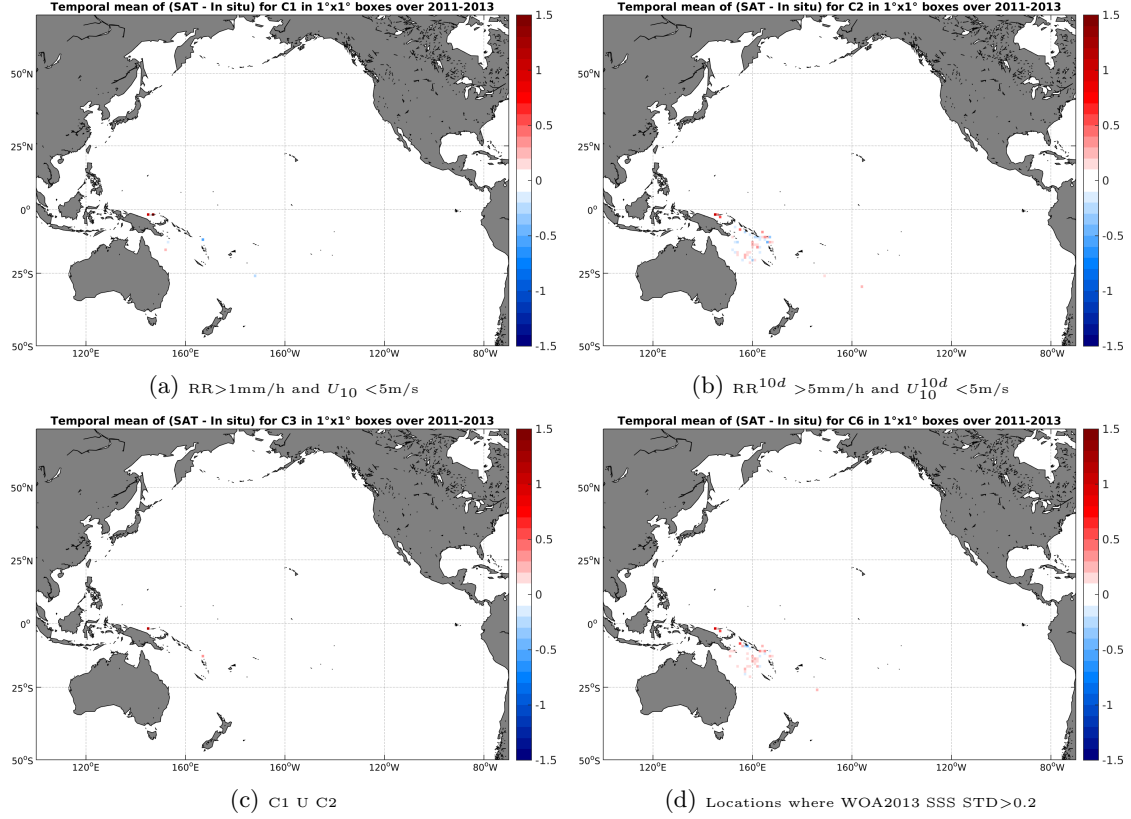 Temporal mean of (SAT - In situ) for C1 in 1°x1° boxes over 2011-2013
50°N
25°N
0°
25°S
50°S
120°E
160°E
160°W
120°W
80°W
1.5
1
0.5
0
-0.5
-1
-1.5
(a) RR>1mm/h and U10 <5m/s
Temporal mean of (SAT - In situ) for C2 in 1°x1° boxes over 2011-2013
50°N
25°N
0°
25°S
50°S
120°E
160°E
160°W
120°W
80°W
1.5
1
0.5
0
-0.5
-1
-1.5
(b) RR^10d >5mm/h and U10^10d <5m/s
Temporal mean of (SAT - In situ) for C3 in 1°x1° boxes over 2011-2013
50°N
25°N
0°
25°S
50°S
120°E
160°E
160°W
120°W
80°W
1.5
1
0.5
0
-0.5
-1
-1.5
(c) C1 U C2
Temporal mean of (SAT - In situ) for C6 in 1°x1° boxes over 2011-2013
50°N
25°N
0°
25°S
50°S
120°E
160°E
160°W
120°W
80°W
1.5
1
0.5
0
-0.5
-1
-1.5
(d) Locations where WOA2013 SSS STD>0.2